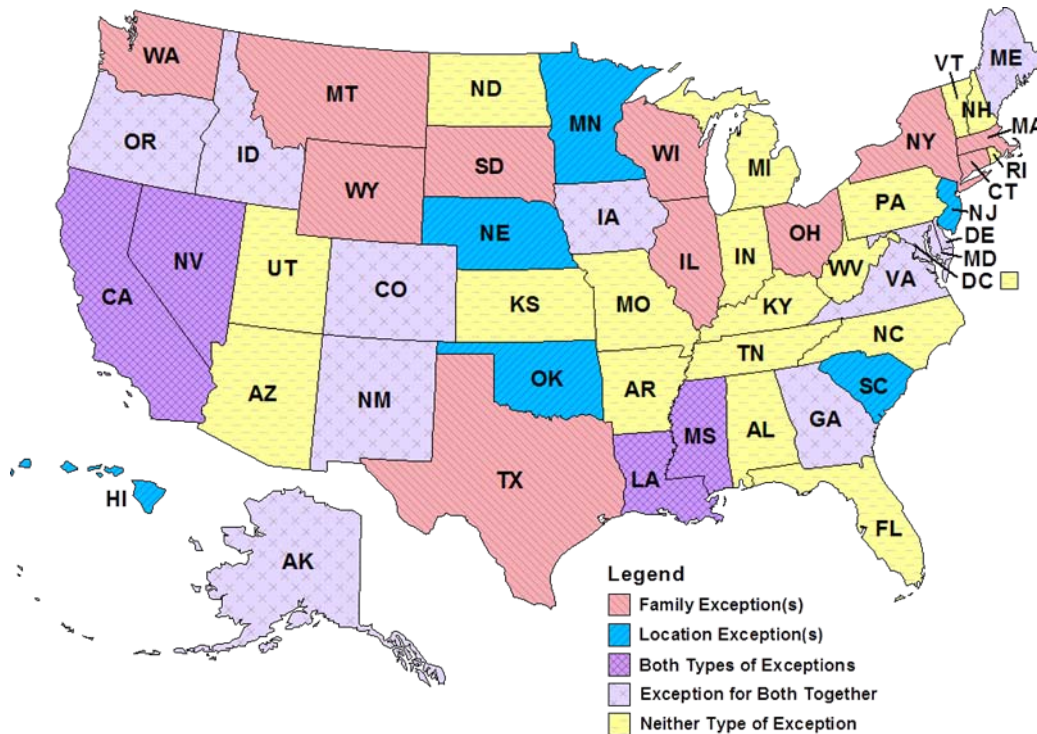 ME
VT
WA
MT
ND
NH
MN
MA
OR
ID
WI
NY
SD
MI
RI
WY
CT
PA
NJ
IA
NE
OH
DE
IN
MD
NV
IL
WV
UT
DC
CO
VA
CA
KS
MO
KY
NC
TN
OK
AZ
AR
SC
NM
GA
MS
AL
TX
LA
HI
FL
AK
Legend
Family Exception(s)
Location Exception(s)
Both Types of Exceptions
Exception for Both Together
Neither Type of Exception